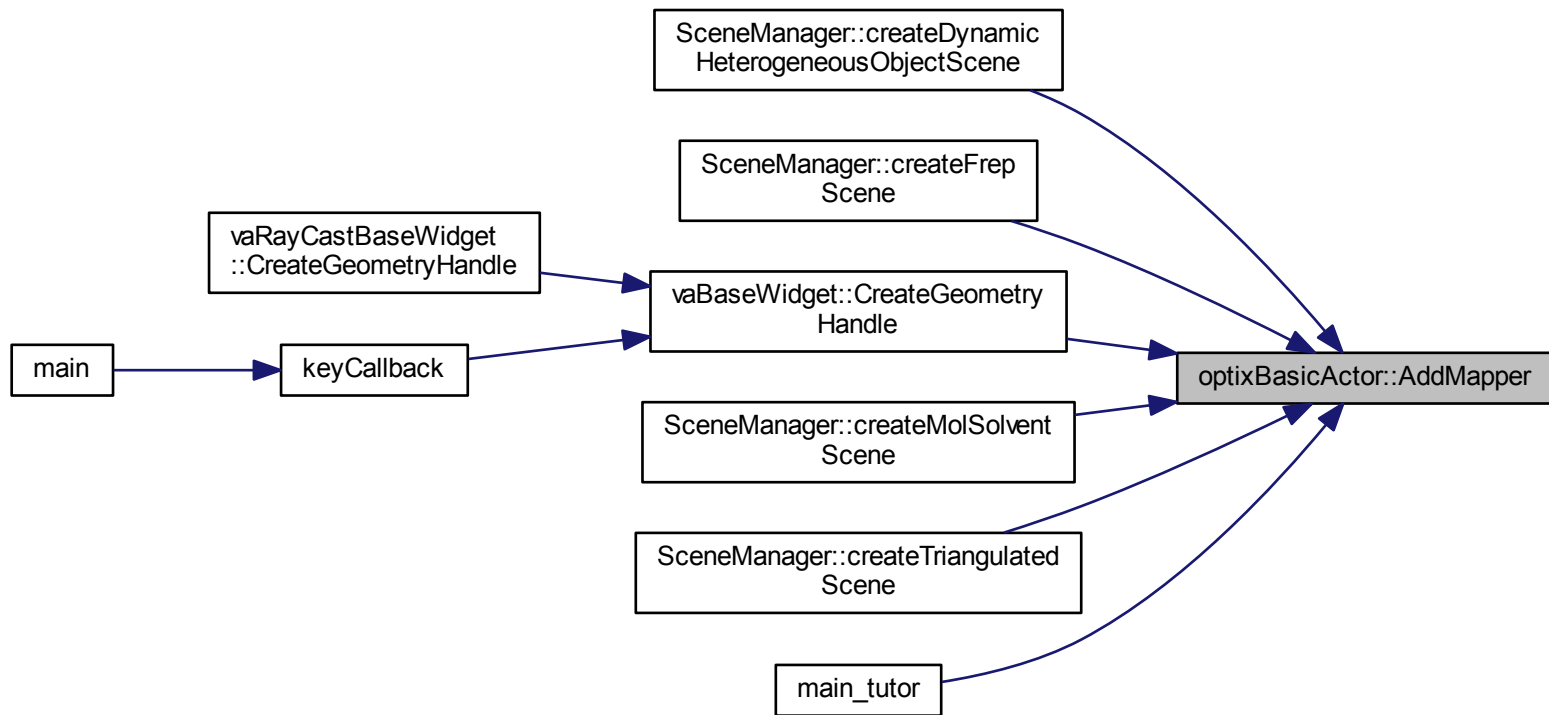 SceneManager::createDynamic
HeterogeneousObjectScene
SceneManager::createFrep
Scene
vaRayCastBaseWidget
::CreateGeometryHandle
vaBaseWidget::CreateGeometry
Handle
main
keyCallback
optixBasicActor::AddMapper
SceneManager::createMolSolvent
Scene
SceneManager::createTriangulated
Scene
main_tutor